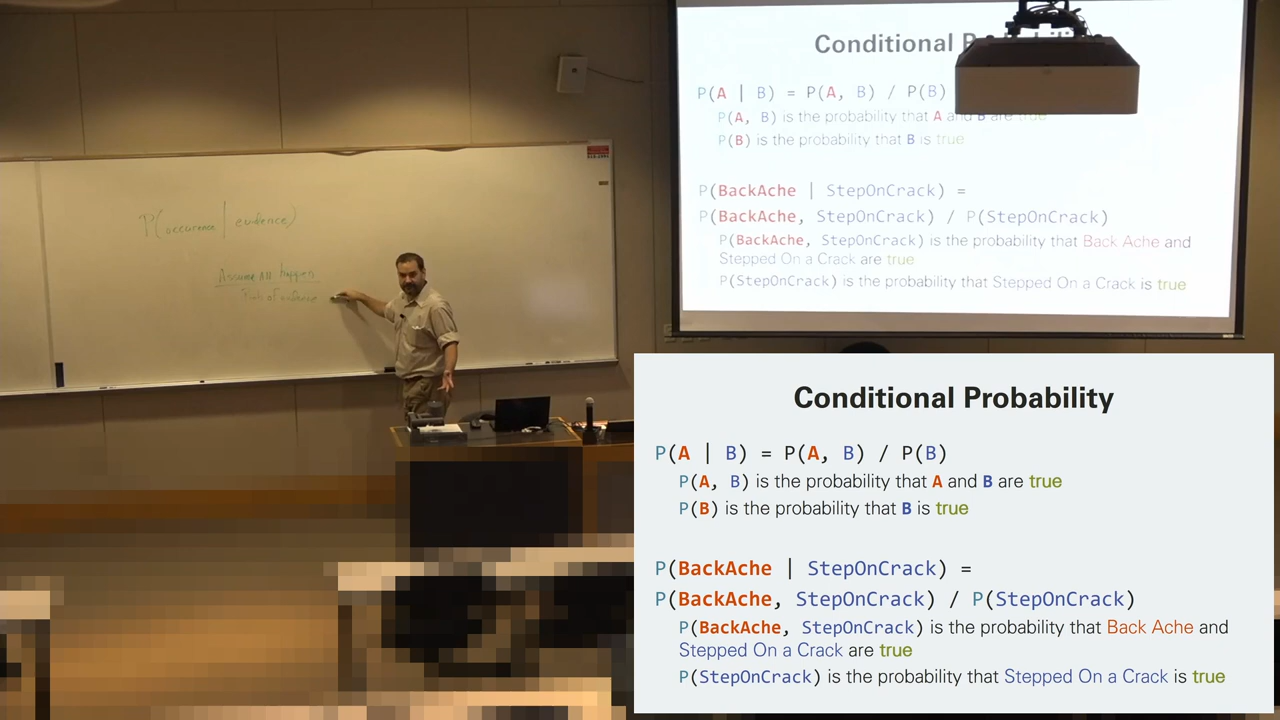 P(occurence | evidence)
Assume All happens
Conditional
P(A | B) = P(A, B) / P(B)
P(A, B) is the probability that A and B are true
P(B) is the probability that B is true
P(BackAche | StepOnCrack) =
P(BackAche, StepOnCrack) / P(StepOnCrack)
P(BackAche, StepOnCrack) is the probability that Back Ache and
Stepped On a Crack are true
P(StepOnCrack) is the probability that Stepped On a Crack is true
Conditional Probability
P(A | B) = P(A, B) / P(B)
P(A, B) is the probability that A and B are true
P(B) is the probability that B is true
P(BackAche | StepOnCrack) =
P(BackAche, StepOnCrack) / P(StepOnCrack)
P(BackAche, StepOnCrack) is the probability that Back Ache and
Stepped On a Crack are true
P(StepOnCrack) is the probability that Stepped On a Crack is true